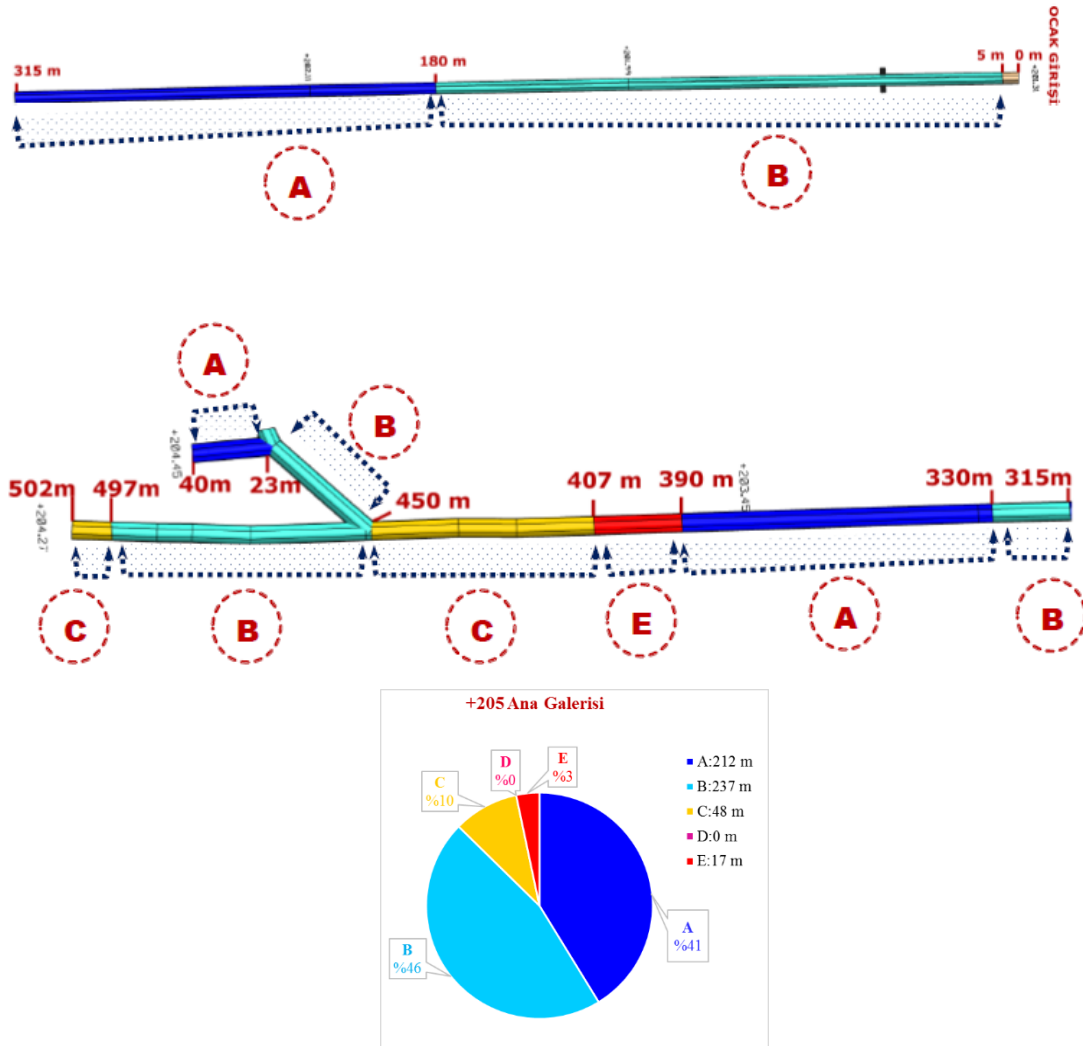 OCAK GİRİŞİ
315 m
180 m
5 m
0 m
A
B
A
B
+204.45
40m
23m
502m
497m
450 m
407 m
390 m
+203.45
330m
315m
+204.27
C
B
C
E
A
B
+205 Ana Galerisi
D
%0
E
%3
C
%10
A:212 m
B:237 m
C:48 m
D:0 m
E:17 m
A
%41
B
%46